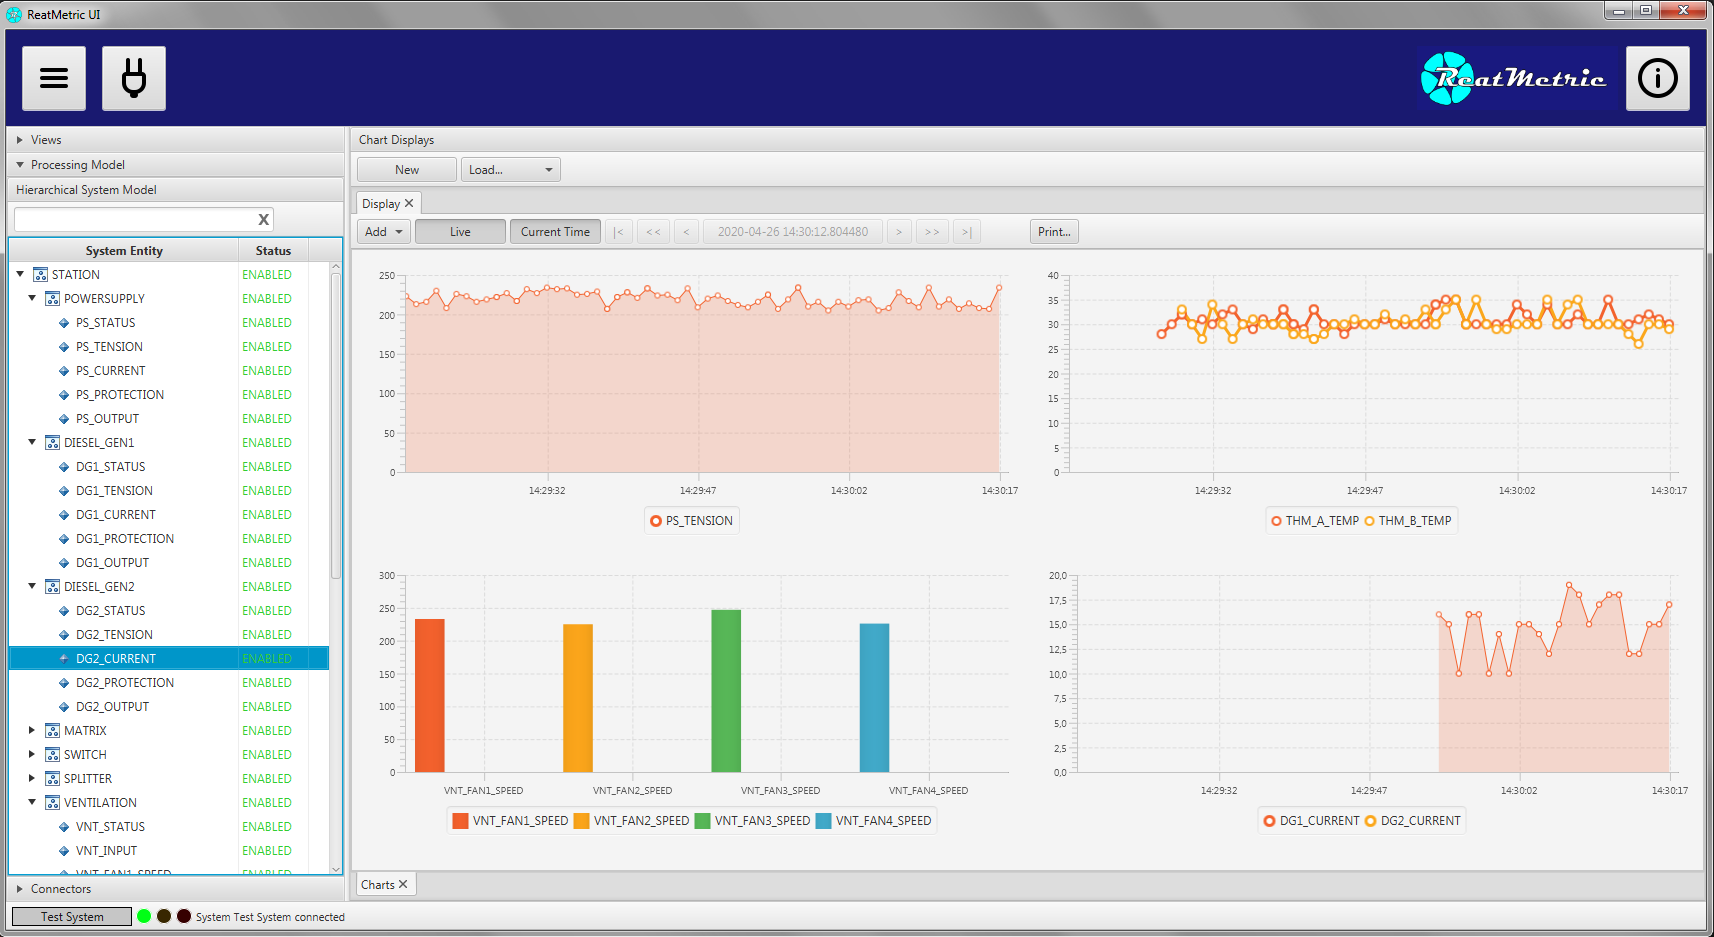 ReatMetric UI
ReatMetric
Views
Processing Model
Hierarchical System Model
X
System Entity Status
STATION ENABLED
POWERSUPPLY ENABLED
PS_STATUS ENABLED
PS_TENSION ENABLED
PS_CURRENT ENABLED
PS_PROTECTION ENABLED
PS_OUTPUT ENABLED
DIESEL_GEN1 ENABLED
DG1_STATUS ENABLED
DG1_TENSION ENABLED
DG1_CURRENT ENABLED
DG1_PROTECTION ENABLED
DG1_OUTPUT ENABLED
DIESEL_GEN2 ENABLED
DG2_STATUS ENABLED
DG2_TENSION ENABLED
DG2_CURRENT ENABLED
DG2_PROTECTION ENABLED
DG2_OUTPUT ENABLED
MATRIX ENABLED
SWITCH ENABLED
SPLITTER ENABLED
VENTILATION ENABLED
VNT_STATUS ENABLED
VNT_INPUT ENABLED
VNT_FAN1_SPEED ENABLED
Connectors
Test System System Test System connected
Chart Displays
New Load...
Display
Add Live Current Time |< << < 2020-04-26 14:30:12.804480 > >> >| Print...
250
200
150
100
50
0
14:29:32 14:29:47 14:30:02 14:30:17
PS_TENSION
40
35
30
25
20
15
10
5
0
14:29:32 14:29:47 14:30:02 14:30:17
THM_A_TEMP THM_B_TEMP
300
250
200
150
100
50
0
VNT_FAN1_SPEED VNT_FAN2_SPEED VNT_FAN3_SPEED VNT_FAN4_SPEED
VNT_FAN1_SPEED VNT_FAN2_SPEED VNT_FAN3_SPEED VNT_FAN4_SPEED
20,0
17,5
15,0
12,5
10,0
7,5
5,0
2,5
0,0
14:29:32 14:29:47 14:30:02 14:30:17
DG1_CURRENT DG2_CURRENT
Charts